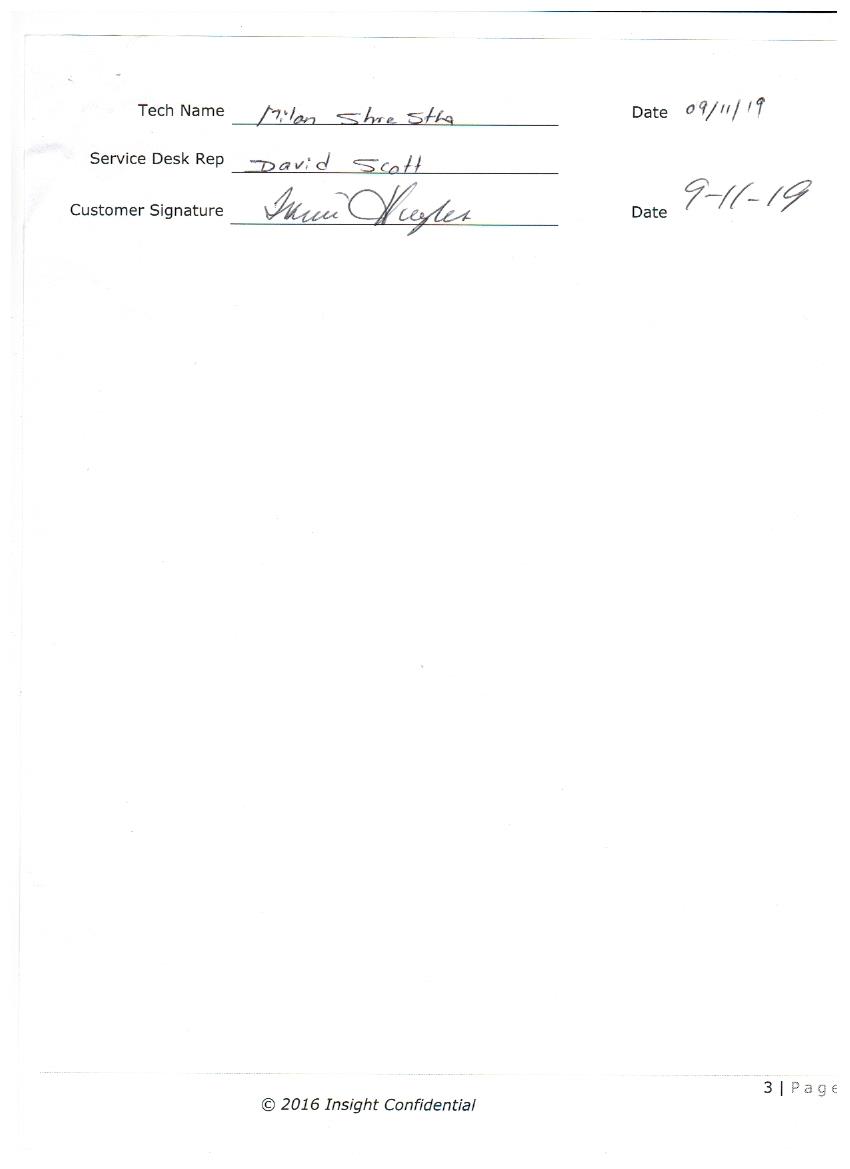 Tech Name Milan Shrestha Date 09/11/19
Service Desk Rep David Scott
Customer Signature Date 9-11-19
3 | Page
© 2016 Insight Confidential